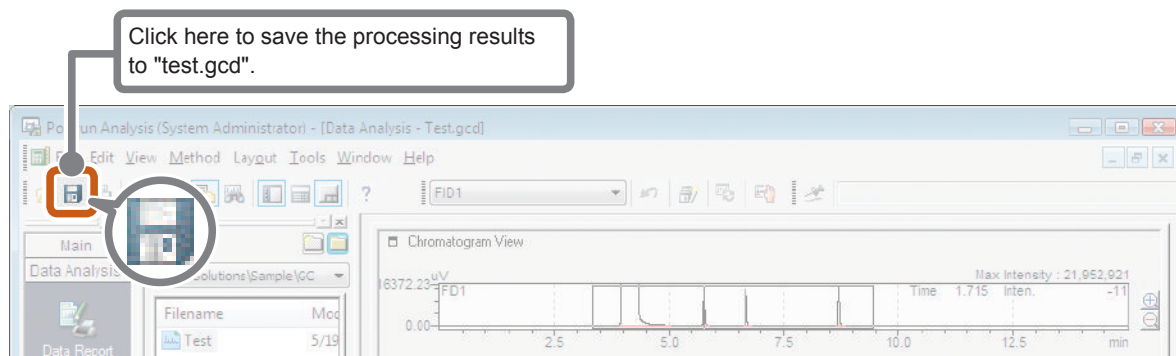 Click here to save the processing results
to "test.gcd".
Analysis (System Administrator) - [Data Analysis - Test.gcd]
Edit View Method Layout Tools Window Help
? FID1
Main
Chromatogram View
Data Analysis
\Sample\GC
uV
Max Intensity : 21,952,921
16372.23
FD1
Time 1.715 Inten. -11
Filename
0.00
Test 5/19
2.5 5.0 7.5 10.0 12.5 min
Data Report